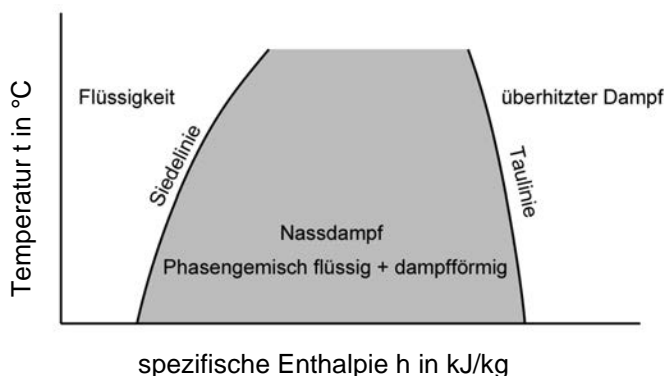 Temperatur t in °C
Flüssigkeit
Siedelinie
überhitzter Dampf
Taulinie
Nassdampf
Phasengemisch flüssig + dampfförmig
spezifische Enthalpie h in kJ/kg